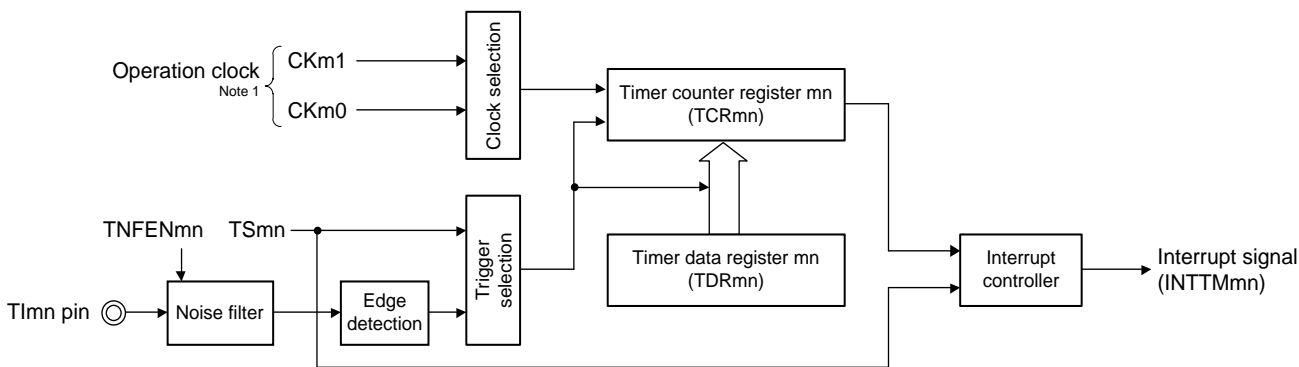 Operation clock
Note 1
CKm1
CKm0
Clock selection
Timer counter register mn
(TCRmn)
TNFENmn
TSmn
Trigger
selection
Timer data register mn
(TDRmn)
Interrupt
controller
Interrupt signal
(INTTMmn)
TImn pin
Noise filter
Edge
detection